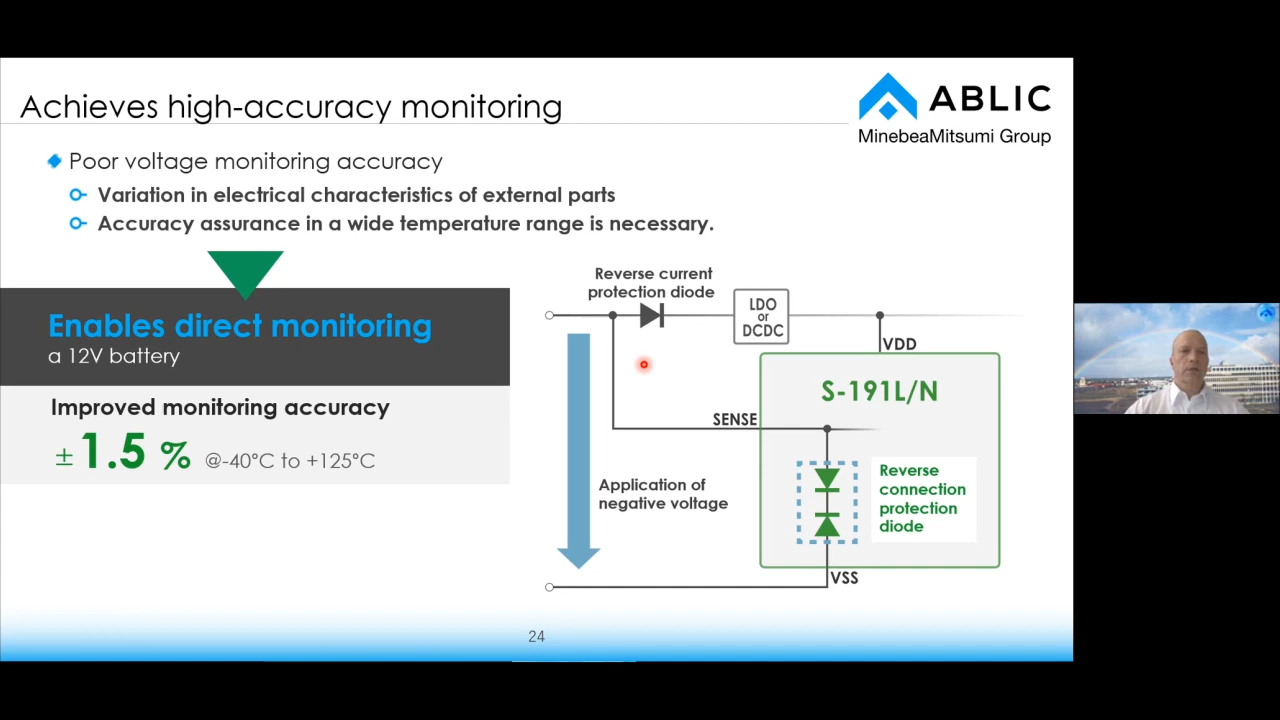 Achieves high-accuracy monitoring
ABLIC
MinebeaMitsumi Group
Poor voltage monitoring accuracy
Variation in electrical characteristics of external parts
Accuracy assurance in a wide temperature range is necessary.
Enables direct monitoring
a 12V battery
Improved monitoring accuracy
± 1.5 % @-40°C to +125°C
Reverse current
protection diode
LDO
or
DCDC
VDD
S-191L/N
SENSE
Reverse
connection
protection
diode
Application of
negative voltage
VSS
24